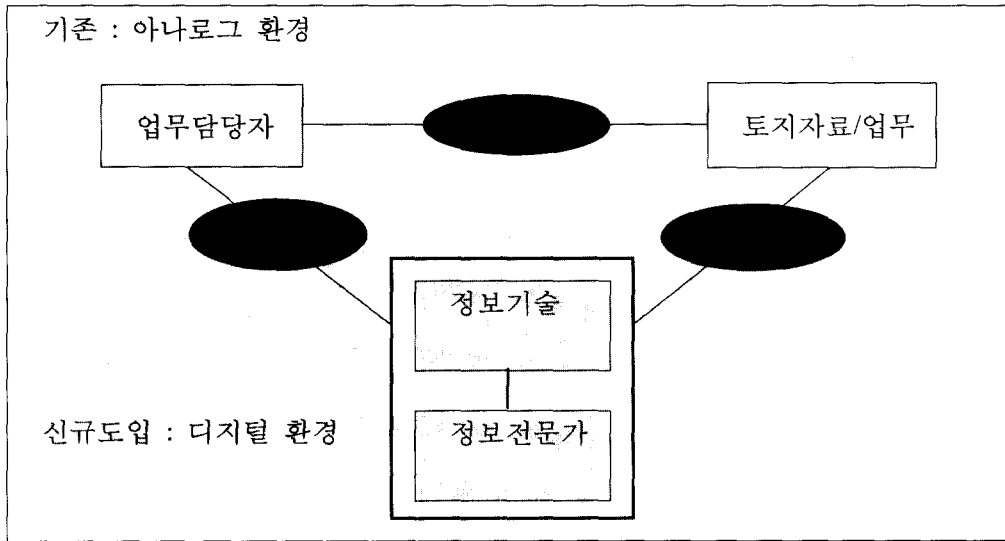 기존 : 아나로그 환경
업무담당자
토지자료/업무
정보기술
신규도입 : 디지털 환경
정보전문가